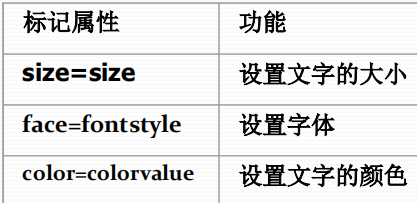 标记属性 功能
size=size 设置文字的大小
face=fontstyle 设置字体
color=colorvalue 设置文字的颜色